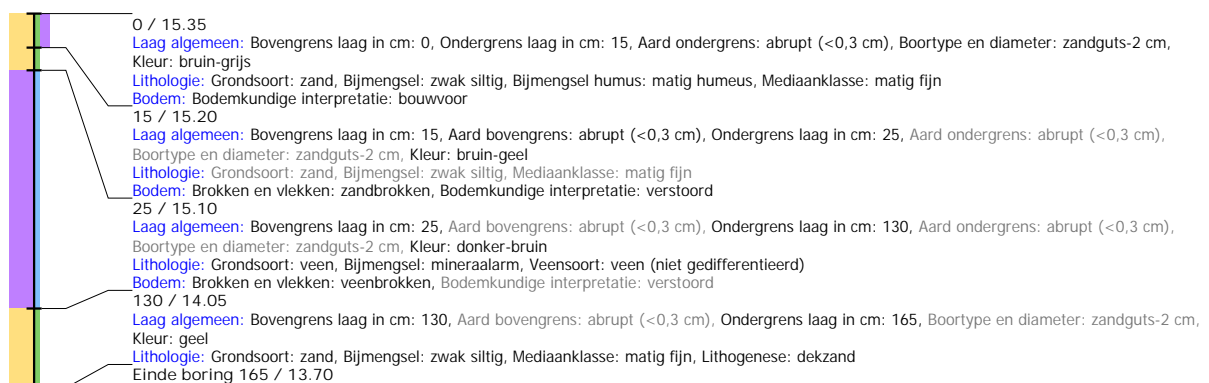 0 / 15.35
Laag algemeen: Bovengrens laag in cm: 0, Ondergrens laag in cm: 15, Aard ondergrens: abrupt (<0,3 cm), Boortype en diameter: zandguts-2 cm,
Kleur: bruin-grijs
Lithologie: Grondsoort: zand, Bijmengsel: zwak siltig, Bijmengsel humus: matig humeus, Mediaanklasse: matig fijn
Bodem: Bodemkundige interpretatie: bouwvoor
15 / 15.20
Laag algemeen: Bovengrens laag in cm: 15, Aard bovengrens: abrupt (<0,3 cm), Ondergrens laag in cm: 25, Aard ondergrens: abrupt (<0,3 cm),
Boortype en diameter: zandguts-2 cm, Kleur: bruin-geel
Lithologie: Grondsoort: zand, Bijmengsel: zwak siltig, Mediaanklasse: matig fijn
Bodem: Brokken en vlekken: zandbrokken, Bodemkundige interpretatie: verstoord
25 / 15.10
Laag algemeen: Bovengrens laag in cm: 25, Aard bovengrens: abrupt (<0,3 cm), Ondergrens laag in cm: 130, Aard ondergrens: abrupt (<0,3 cm),
Boortype en diameter: zandguts-2 cm, Kleur: donker-bruin
Lithologie: Grondsoort: veen, Bijmengsel: mineraalarm, Veensoort: veen (niet gedifferentieerd)
Bodem: Brokken en vlekken: veenbrokken, Bodemkundige interpretatie: verstoord
130 / 14.05
Laag algemeen: Bovengrens laag in cm: 130, Aard bovengrens: abrupt (<0,3 cm), Ondergrens laag in cm: 165, Boortype en diameter: zandguts-2 cm,
Kleur: geel
Lithologie: Grondsoort: zand, Bijmengsel: zwak siltig, Mediaanklasse: matig fijn, Lithogenese: dekzand
Einde boring 165 / 13.70